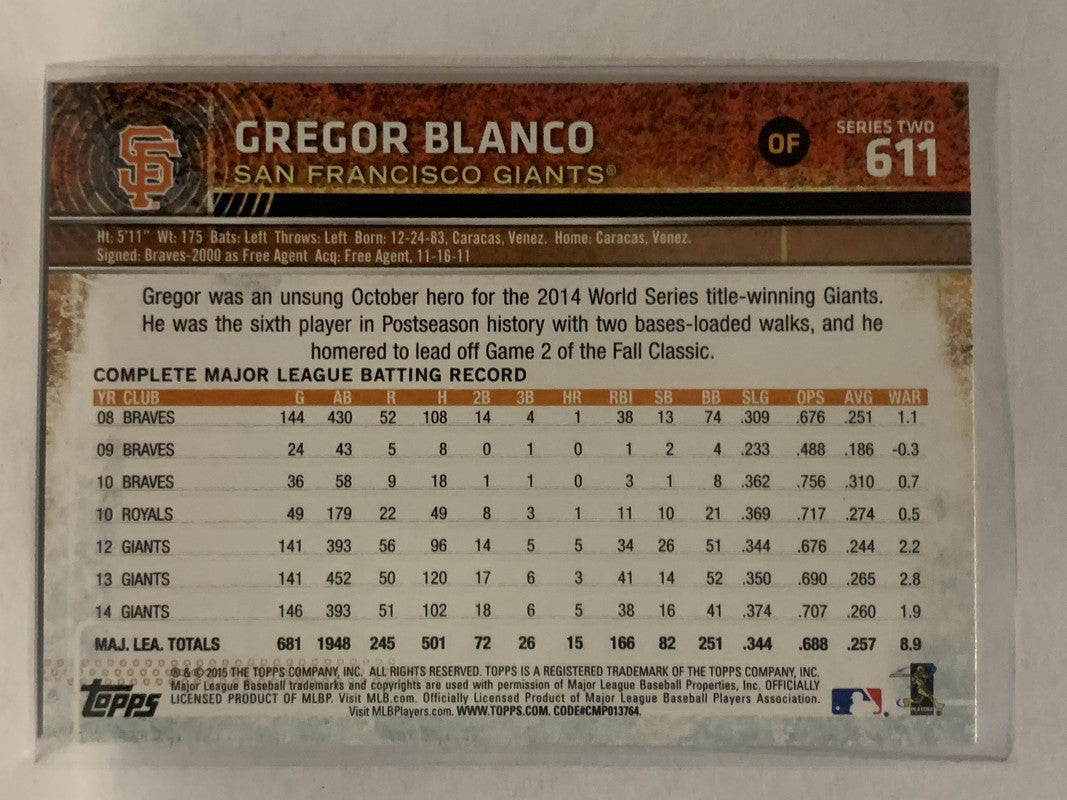 SF
GREGOR BLANCO
SAN FRANCISCO GIANTS®
OF
SERIES TWO
611
Ht: 5'11" Wt: 175 Bats: Left Throws: Left Born: 12-24-83, Caracas, Venez. Home: Caracas, Venez.
Signed: Braves-2000 as Free Agent Acq: Free Agent, 11-16-11
Gregor was an unsung October hero for the 2014 World Series title-winning Giants.
He was the sixth player in Postseason history with two bases-loaded walks, and he
homered to lead off Game 2 of the Fall Classic.
COMPLETE MAJOR LEAGUE BATTING RECORD
YR CLUB G AB R H 2B 3B HR RBI SB BB SLG OPS AVG WAR
08 BRAVES 144 430 52 108 14 4 1 38 13 74 .309 .676 .251 1.1
09 BRAVES 24 43 5 8 0 1 0 1 2 4 .233 .488 .186 -0.3
10 BRAVES 36 58 9 18 1 1 0 3 1 8 .362 .756 .310 0.7
10 ROYALS 49 179 22 49 8 3 1 11 10 21 .369 .717 .274 0.5
12 GIANTS 141 393 56 96 14 5 5 34 26 51 .344 .676 .244 2.2
13 GIANTS 141 452 50 120 17 6 3 41 14 52 .350 .690 .265 2.8
14 GIANTS 146 393 51 102 18 6 5 38 16 41 .374 .707 .260 1.9
MAJ. LEA. TOTALS 681 1948 245 501 72 26 15 166 82 251 .344 .688 .257 8.9
® & © 2015 THE TOPPS COMPANY, INC. ALL RIGHTS RESERVED. TOPPS IS A REGISTERED TRADEMARK OF THE TOPPS COMPANY, INC.
Major League Baseball trademarks and copyrights are used with permission of Major League Baseball Properties, Inc. OFFICIALLY
LICENSED PRODUCT OF MLBP. Visit MLB.com. Officially Licensed Product of Major League Baseball Players Association.
Visit MLBPlayers.com. WWW.TOPPS.COM. CODE#CMP013764.
TOPPS
PLAYERS